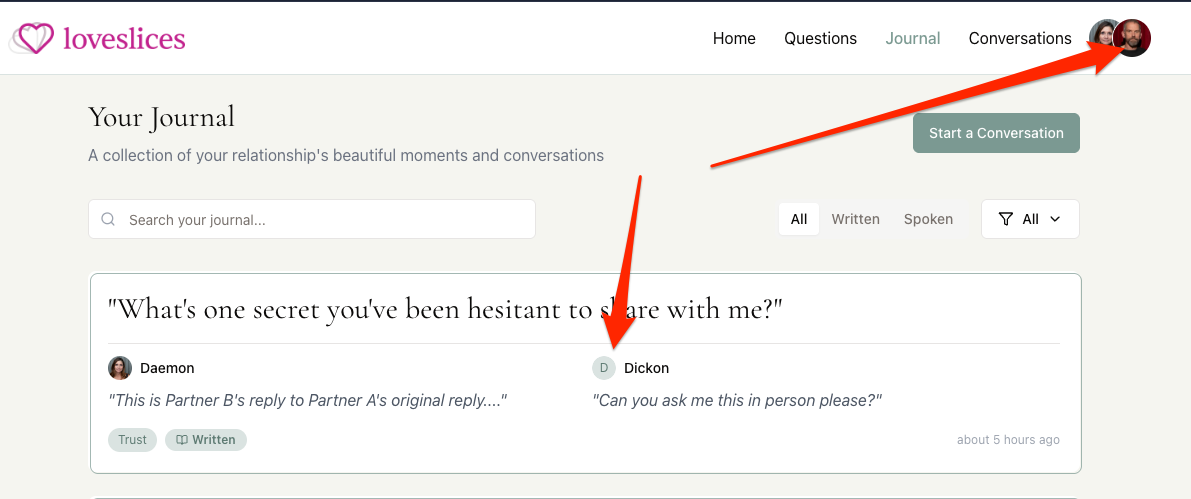 loveslices
Home Questions Journal Conversations
Your Journal
Start a Conversation
A collection of your relationship's beautiful moments and conversations
Search your journal...
All Written Spoken All
"What's one secret you've been hesitant to share with me?"
Daemon D Dickon
"This is Partner B's reply to Partner A's original reply...." "Can you ask me this in person please?"
Trust Written about 5 hours ago